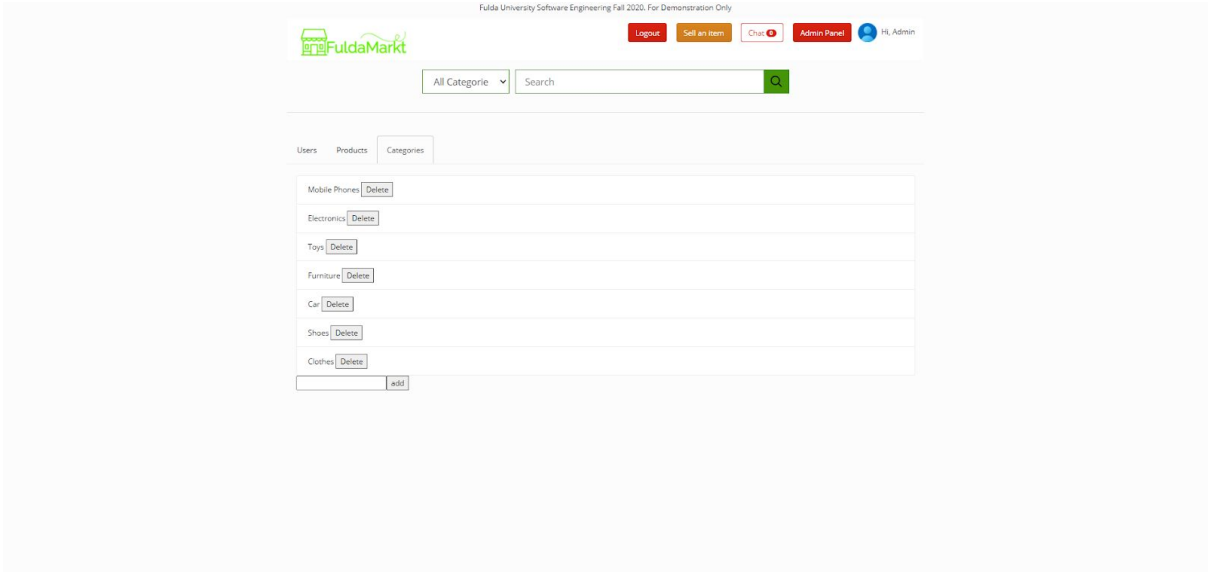 Fulda University Software Engineering Fall 2020. For Demonstration Only
FuldaMarkt
Logout Sell an item Chat 0 Admin Panel Hi, Admin
All Categorie Search
Users Products Categories
Mobile Phones Delete
Electronics Delete
Toys Delete
Furniture Delete
Car Delete
Shoes Delete
Clothes Delete
add